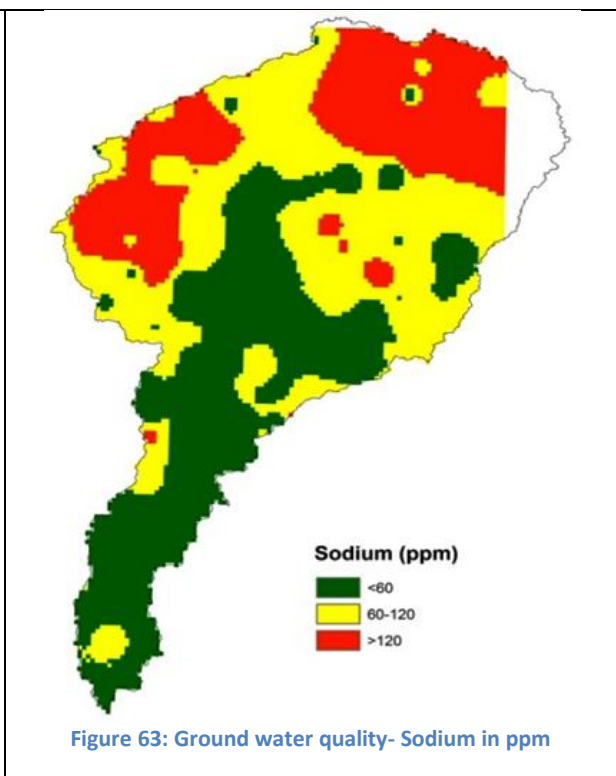 Sodium (ppm)
<60
60-120
>120
Figure 63: Ground water quality- Sodium in ppm